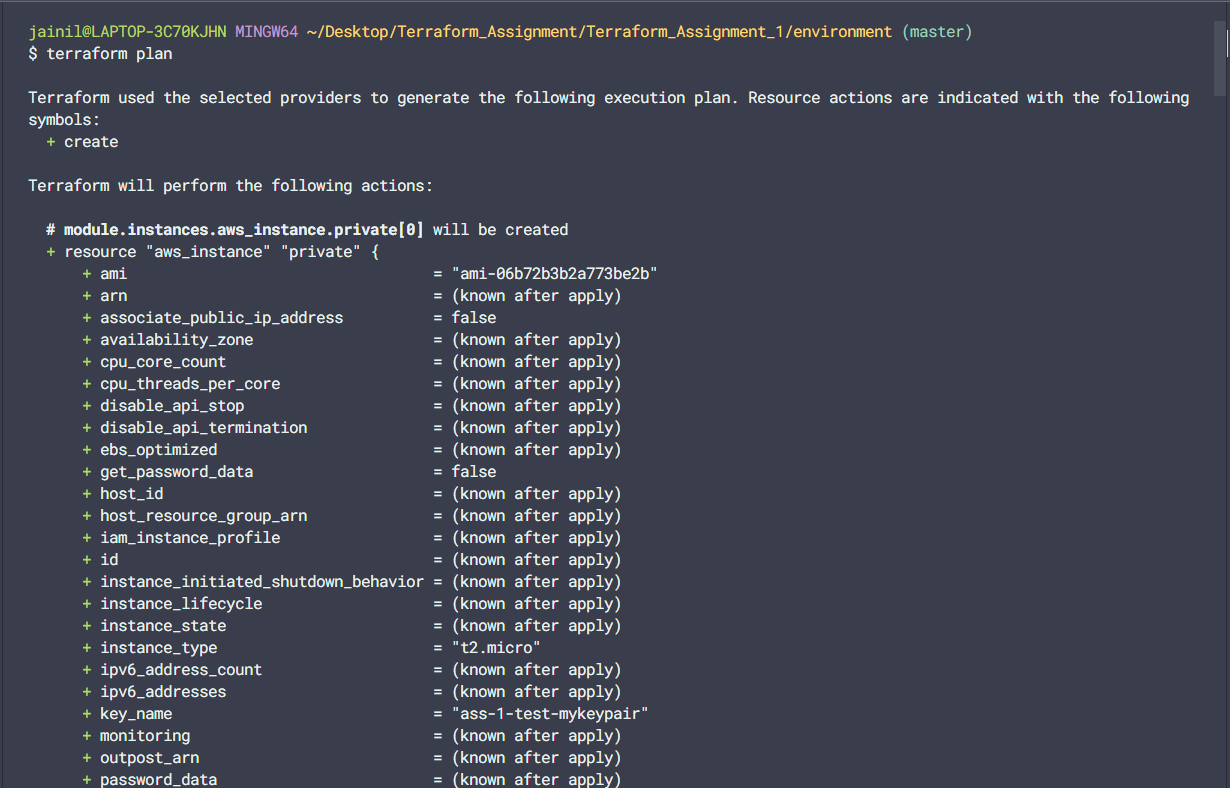 jainil@LAPTOP-3C70KJHN MINGW64 ~/Desktop/Terraform_Assignment/Terraform_Assignment_1/environment (master)
$ terraform plan
Terraform used the selected providers to generate the following execution plan. Resource actions are indicated with the following
symbols:
+ create
Terraform will perform the following actions:
# module.instances.aws_instance.private[0] will be created
+ resource "aws_instance" "private" {
+ ami = "ami-06b72b3b2a773be2b"
+ arn = (known after apply)
+ associate_public_ip_address = false
+ availability_zone = (known after apply)
+ cpu_core_count = (known after apply)
+ cpu_threads_per_core = (known after apply)
+ disable_api_stop = (known after apply)
+ disable_api_termination = (known after apply)
+ ebs_optimized = (known after apply)
+ get_password_data = false
+ host_id = (known after apply)
+ host_resource_group_arn = (known after apply)
+ iam_instance_profile = (known after apply)
+ id = (known after apply)
+ instance_initiated_shutdown_behavior = (known after apply)
+ instance_lifecycle = (known after apply)
+ instance_state = (known after apply)
+ instance_type = "t2.micro"
+ ipv6_address_count = (known after apply)
+ ipv6_addresses = (known after apply)
+ key_name = "ass-1-test-mykeypair"
+ monitoring = (known after apply)
+ outpost_arn = (known after apply)
+ password_data = (known after apply)